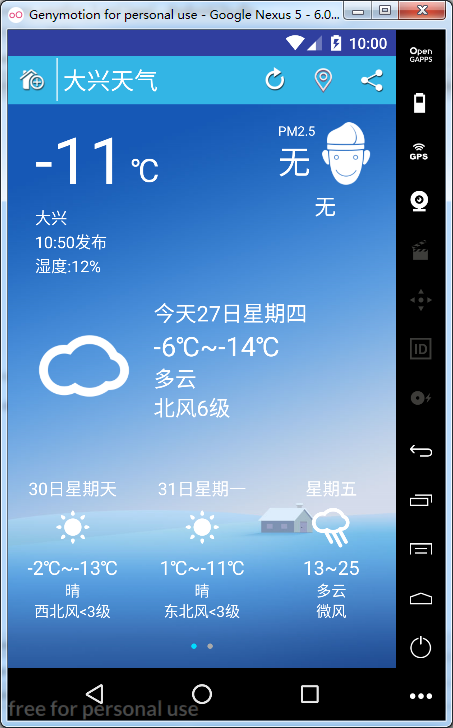 Genymotion for personal use - Google Nexus 5 - 6.0...
10:00
Open
GAPPS
大兴天气
-11 ℃
PM2.5
无
无
GPS
大兴
10:50发布
湿度:12%
今天27日星期四
-6℃~-14℃
多云
北风6级
ID
30日星期天
31日星期一
星期五
-2℃~-13℃
1℃~-11℃
13~25
晴
晴
多云
西北风<3级
东北风<3级
微风
free for personal use